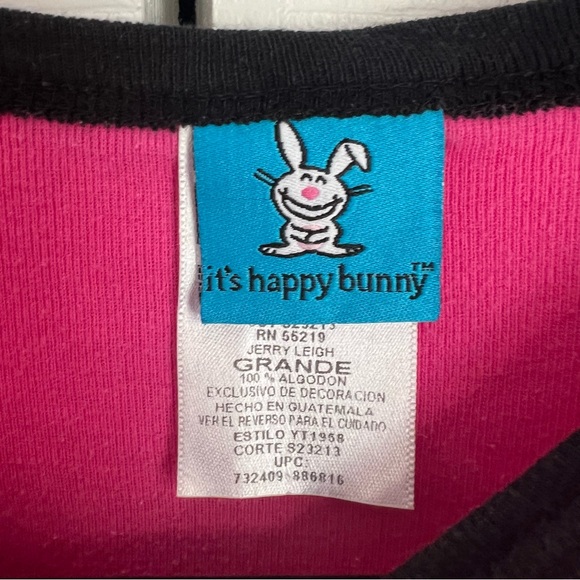 it's happy bunny™
S23213
RN 55219
JERRY LEIGH
GRANDE
100 % ALGODON
EXCLUSIVO DE DECORACION
HECHO EN GUATEMALA
VER EL REVERSO PARA EL CUIDADO
ESTILO YT1958
CORTE S23213
UPC:
732409 886816